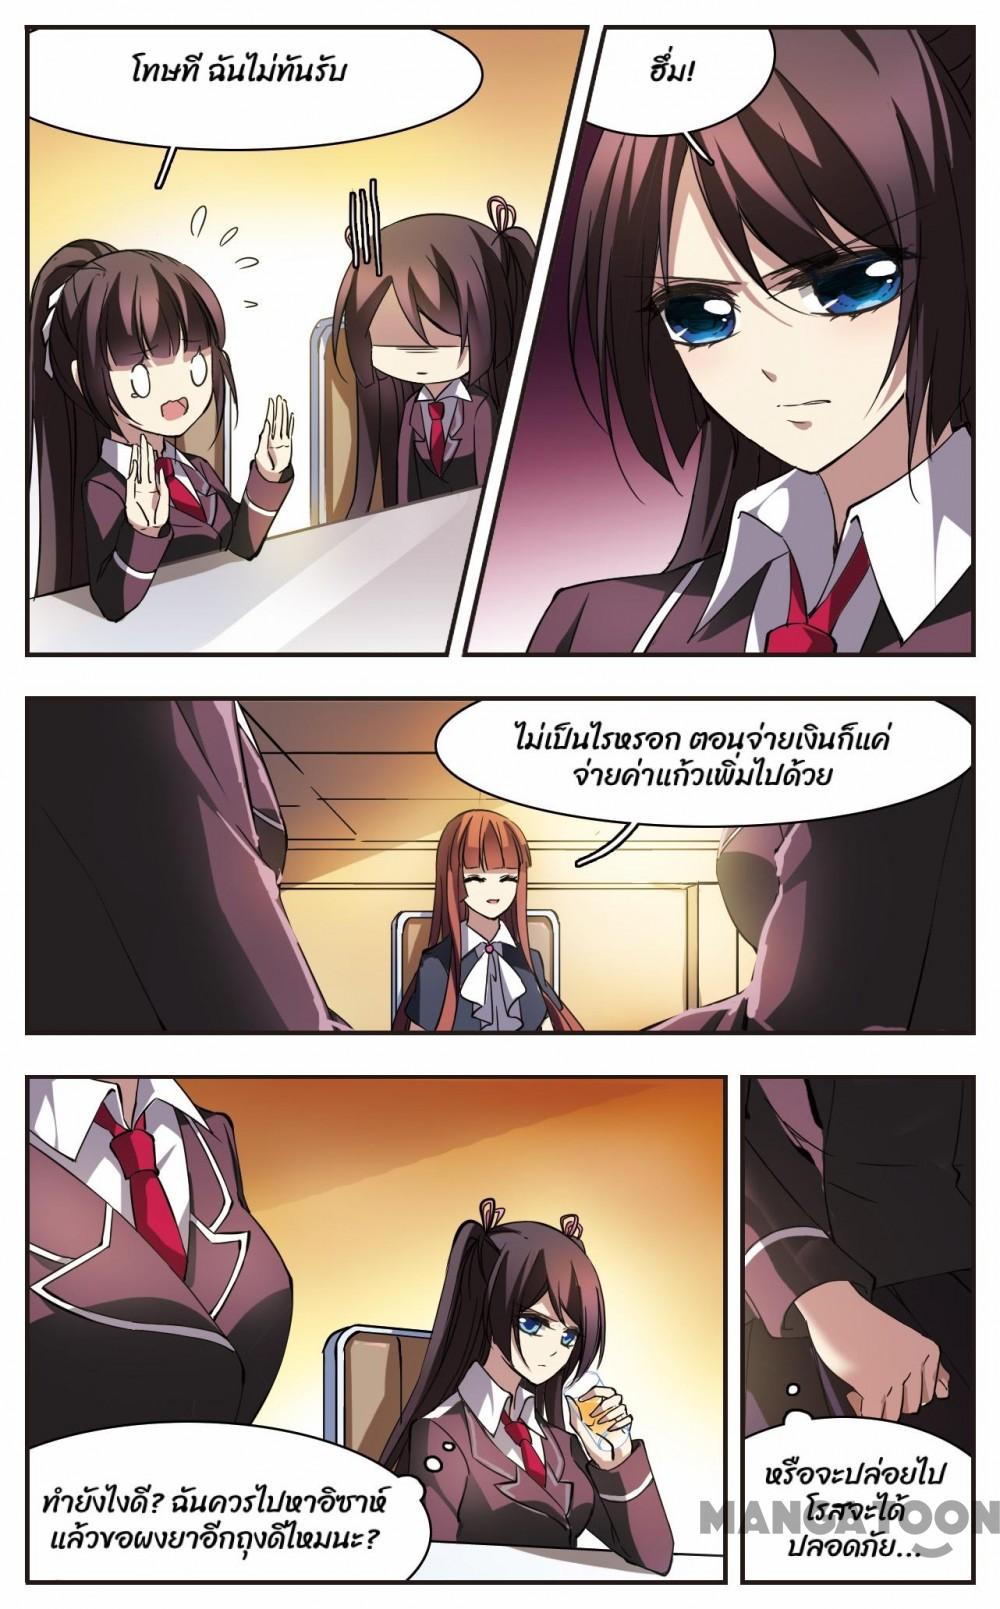 โทษที ฉันไม่ทันรับ
ฮึ่ม!
ไม่เป็นไรหรอก ตอนจ่ายเงินก็แค่
จ่ายค่าแก้วเพิ่มไปด้วย
ทำยังไงดี? ฉันควรไปหาอิซาห์
แล้วขอผงยาอีกถุงดีไหมนะ?
หรือจะปล่อยไป
โรสจะได้
ปลอดภัย...
MANGATOON